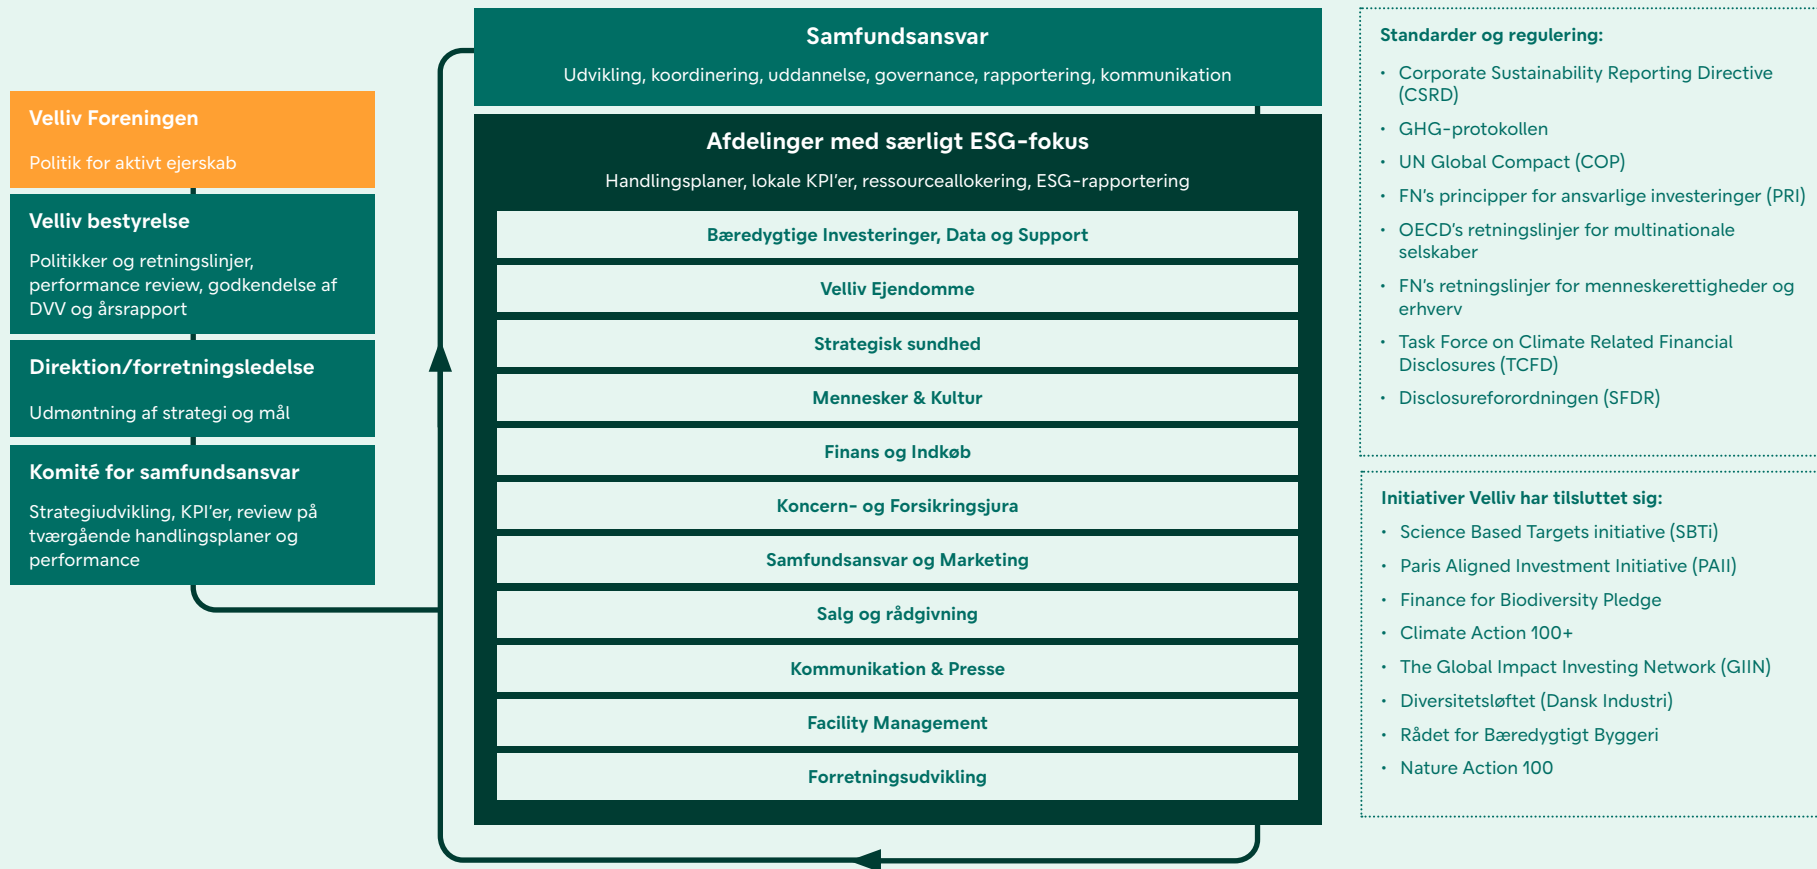 Velliv Foreningen
Politik for aktivt ejerskab
Velliv bestyrelse
Politikker og retningslinjer,
performance review, godkendelse af
DVV og årsrapport
Direktion/forretningsledelse
Udmøntning af strategi og mål
Komité for samfundsansvar
Strategiudvikling, KPI'er, review på
tværgående handlingsplaner og
performance
Samfundsansvar
Udvikling, koordinering, uddannelse, governance, rapportering, kommunikation
Afdelinger med særligt ESG-fokus
Handlingsplaner, lokale KPI'er, ressourceallokering, ESG-rapportering
Bæredygtige Investeringer, Data og Support
Velliv Ejendomme
Strategisk sundhed
Mennesker & Kultur
Finans og Indkøb
Koncern- og Forsikringsjura
Samfundsansvar og Marketing
Salg og rådgivning
Kommunikation & Presse
Facility Management
Forretningsudvikling
Standarder og regulering:
• Corporate Sustainability Reporting Directive
(CSRD)
• GHG-protokollen
• UN Global Compact (COP)
• FN's principper for ansvarlige investeringer (PRI)
• OECD's retningslinjer for multinationale
selskaber
• FN's retningslinjer for menneskerettigheder og
erhverv
• Task Force on Climate Related Financial
Disclosures (TCFD)
• Disclosureforordningen (SFDR)
Initiativer Velliv har tilsluttet sig:
• Science Based Targets initiative (SBTi)
• Paris Aligned Investment Initiative (PAII)
• Finance for Biodiversity Pledge
• Climate Action 100+
• The Global Impact Investing Network (GIIN)
• Diversitetsløftet (Dansk Industri)
• Rådet for Bæredygtigt Byggeri
• Nature Action 100